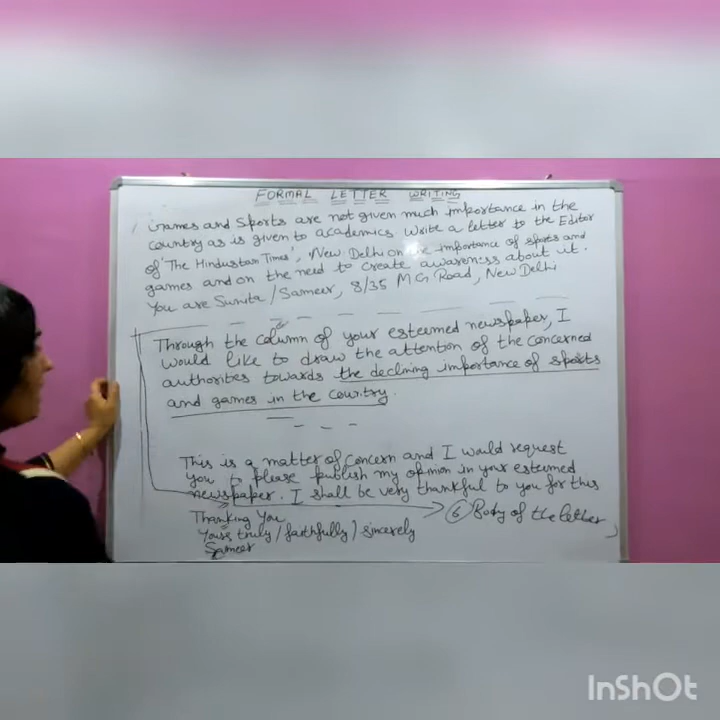 FORMAL LETTER WRITING
Games and Sports are not given much importance in the
country as is given to academics. Write a letter to the Editor
of 'The Hindustan Times', New Delhi on the importance of sports and
games and on the need to create awareness about it.
You are Sunita / Sameer, 8/35 M G Road, New Delhi
Through the column of your esteemed newspaper, I
would like to draw the attention of the concerned
authorities towards the declining importance of sports
and games in the country.
This is a matter of concern and I would request
you to please publish my opinion in your esteemed
newspaper. I shall be very thankful to you for this
Thanking You
6 Body of the letter
Yours truly / faithfully / sincerely
Sameer
InShOt